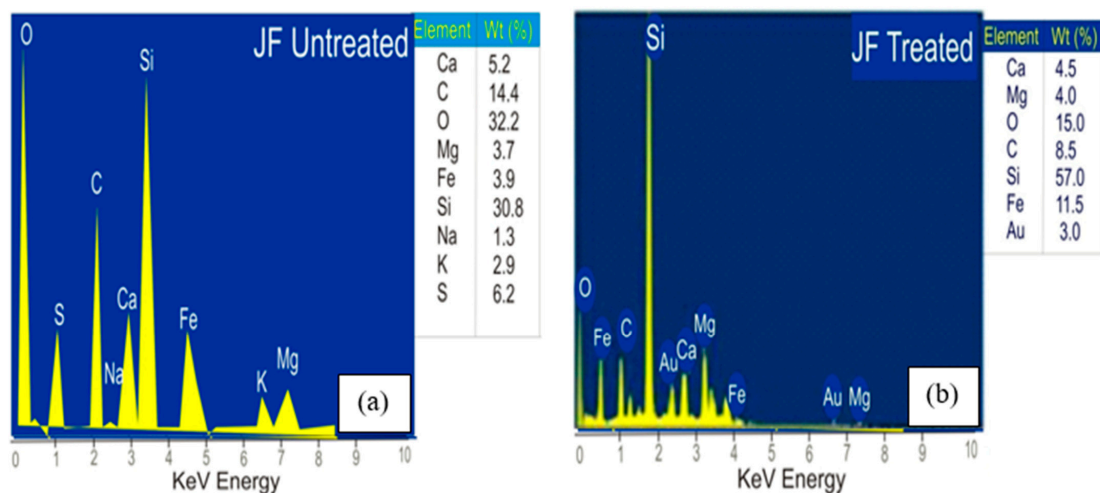 JF Untreated
O
Si
C
S
Na
Ca
Fe
K
Mg
(a)
0 1 2 3 4 5 6 7 8 9 10
KeV Energy
Element Wt (%)
Ca 5.2
C 14.4
O 32.2
Mg 3.7
Fe 3.9
Si 30.8
Na 1.3
K 2.9
S 6.2
JF Treated
Si
O
Fe
C
Au
Ca
Mg
Fe
Au
Mg
(b)
0 1 2 3 4 5 6 7 8 9 10
KeV Energy
Element Wt (%)
Ca 4.5
Mg 4.0
O 15.0
C 8.5
Si 57.0
Fe 11.5
Au 3.0